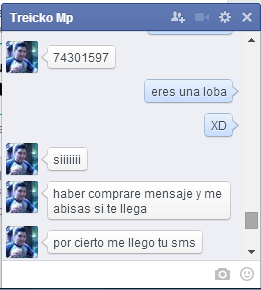 Treicko Mp
74301597
eres una loba
XD
siiiiiii
haber comprare mensaje y me
abisas si te llega
por cierto me llego tu sms